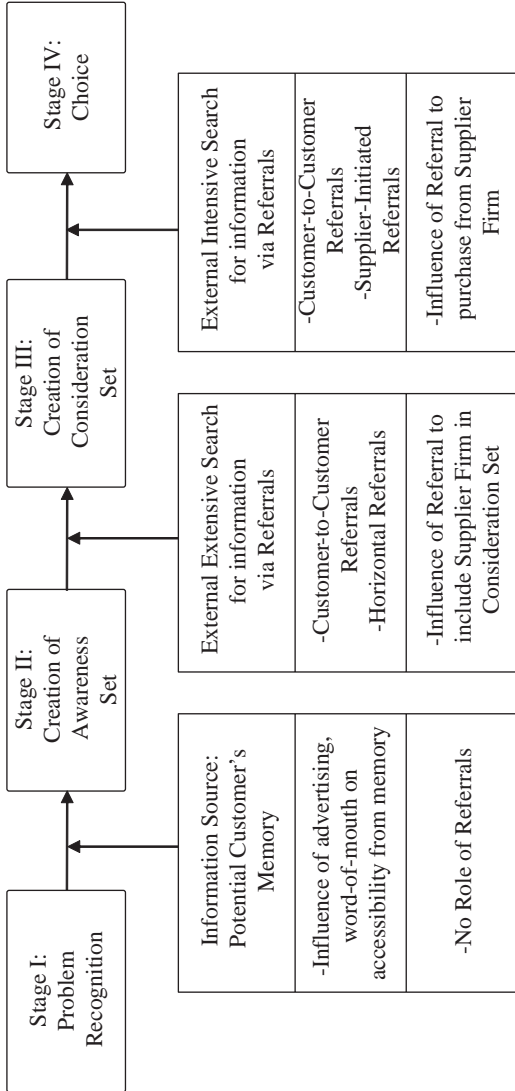 Stage I:
Problem
Recognition
Stage II:
Creation of
Awareness
Set
Stage III:
Creation of
Consideration
Set
Stage IV:
Choice
Information Source:
Potential Customer's
Memory
-Influence of advertising,
word-of-mouth on
accessibility from memory
-No Role of Referrals
External Extensive Search
for information
via Referrals
-Customer-to-Customer
Referrals
-Horizontal Referrals
-Influence of Referral to
include Supplier Firm in
Consideration Set
External Intensive Search
for information
via Referrals
-Customer-to-Customer
Referrals
-Supplier-Initiated
Referrals
-Influence of Referral to
purchase from Supplier
Firm